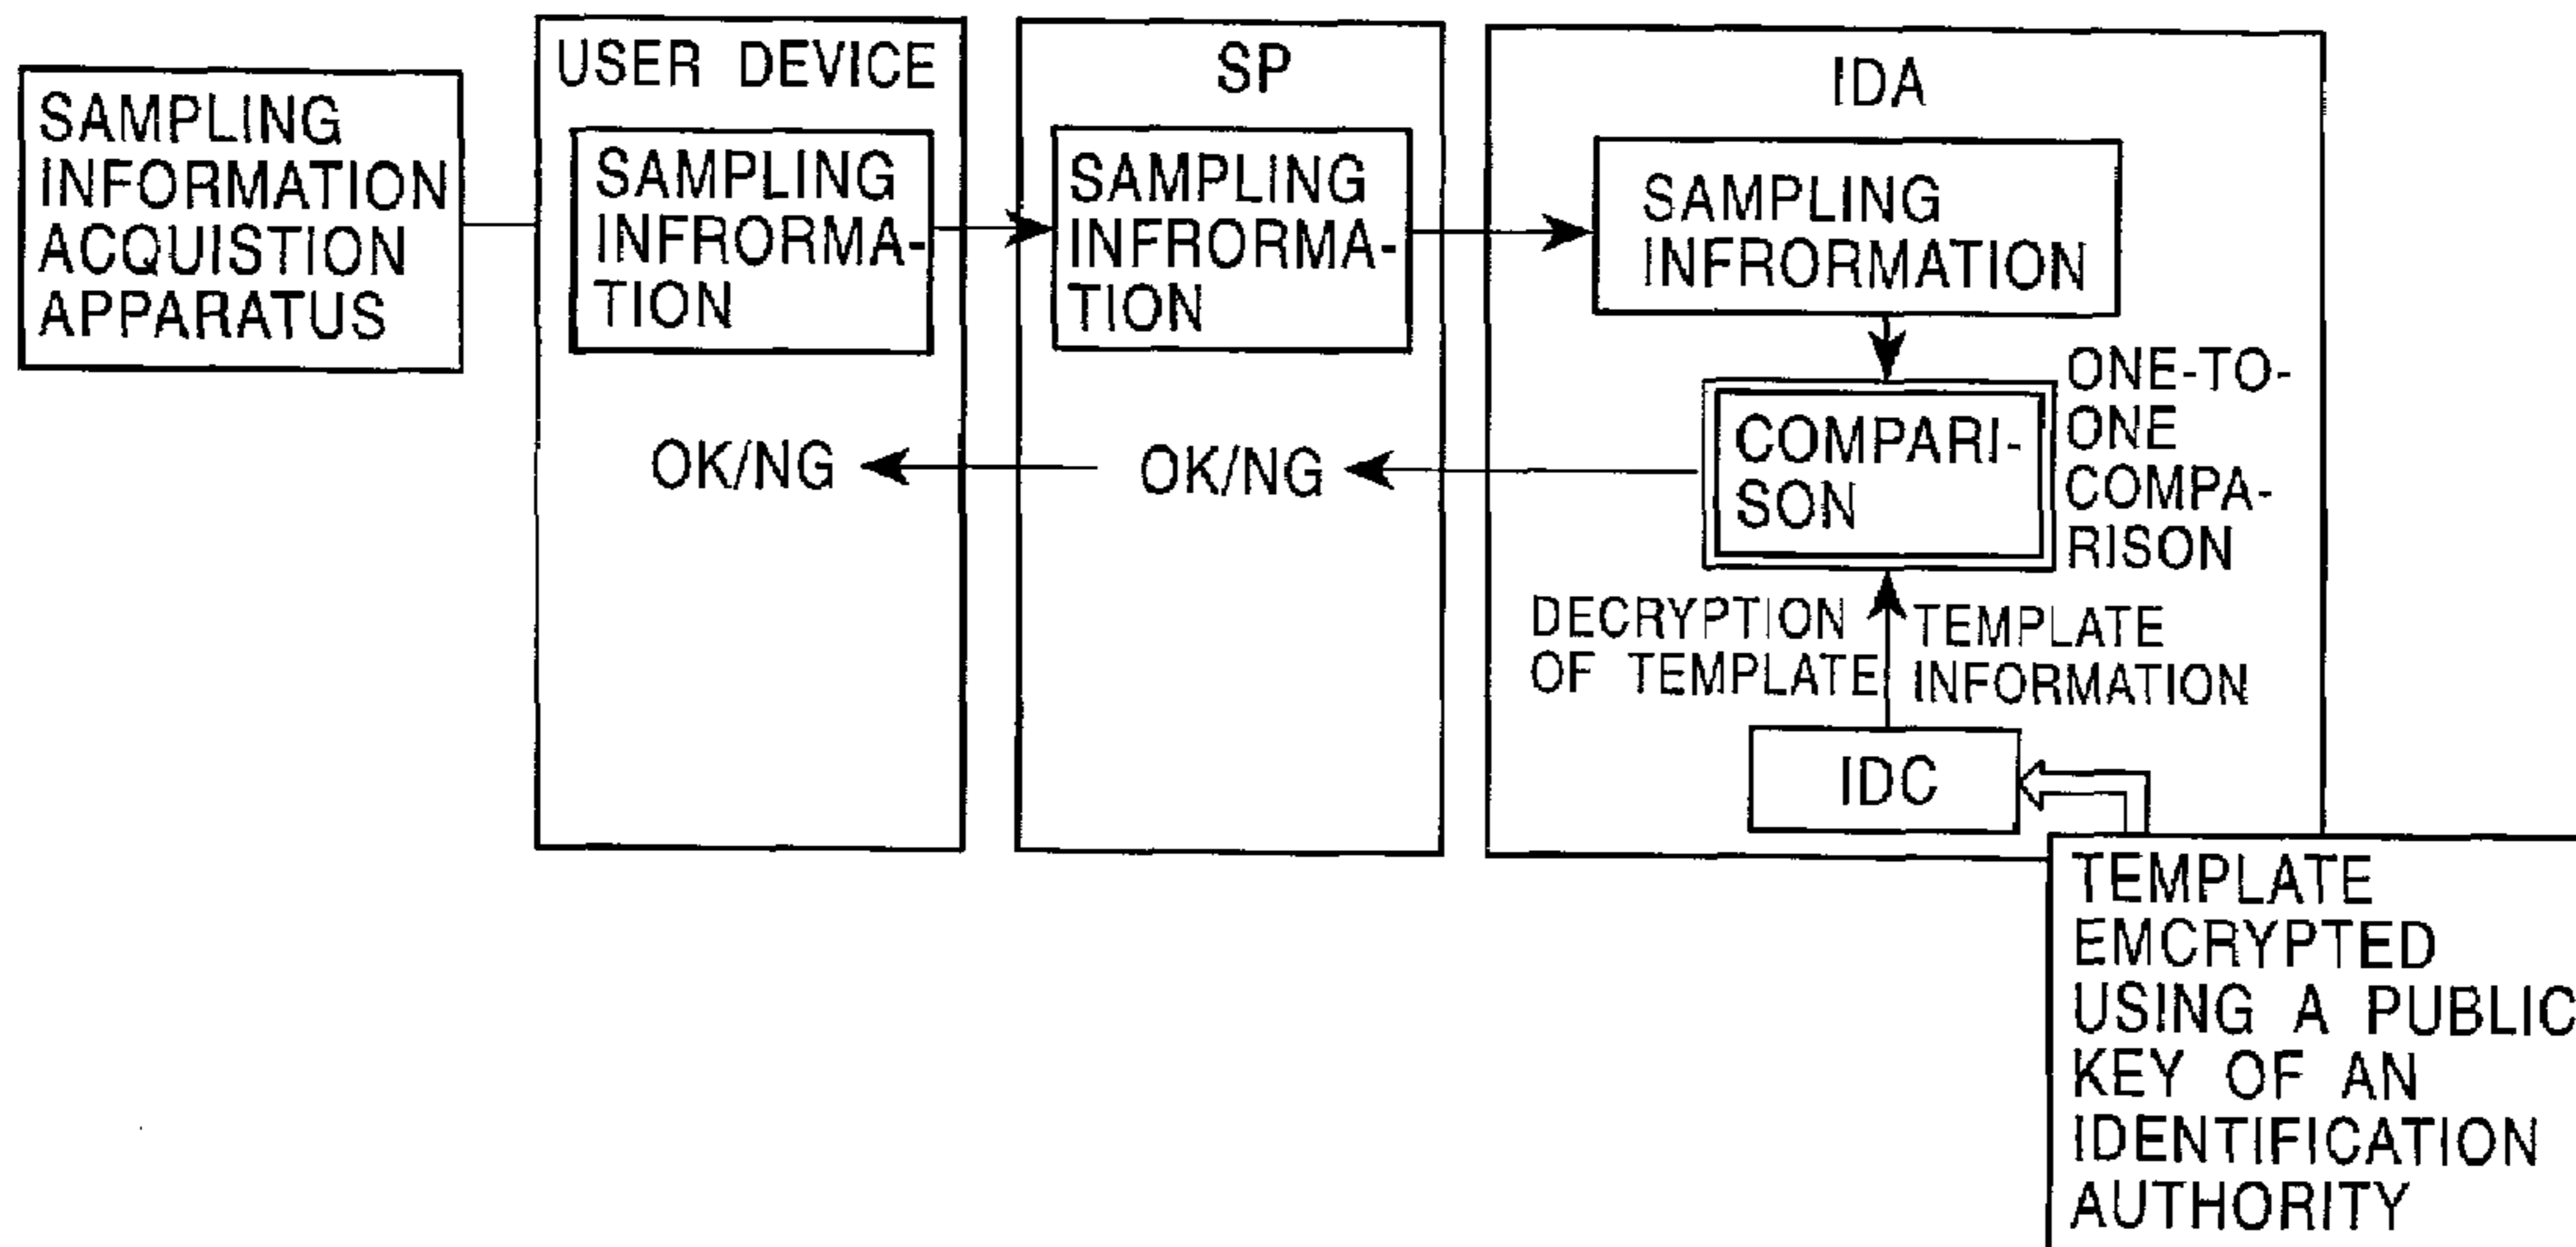 SAMPLING
INFORMATION
ACQUISTION
APPARATUS
USER DEVICE
SAMPLING
INFRORMA-
TION
OK/NG
SP
SAMPLING
INFRORMA-
TION
OK/NG
IDA
SAMPLING
INFRORMATION
COMPARI-
SON
ONE-TO-
ONE
COMPA-
RISON
DECRYPTION
OF TEMPLATE
TEMPLATE
INFORMATION
IDC
TEMPLATE
EMCRYPTED
USING A PUBLIC
KEY OF AN
IDENTIFICATION
AUTHORITY